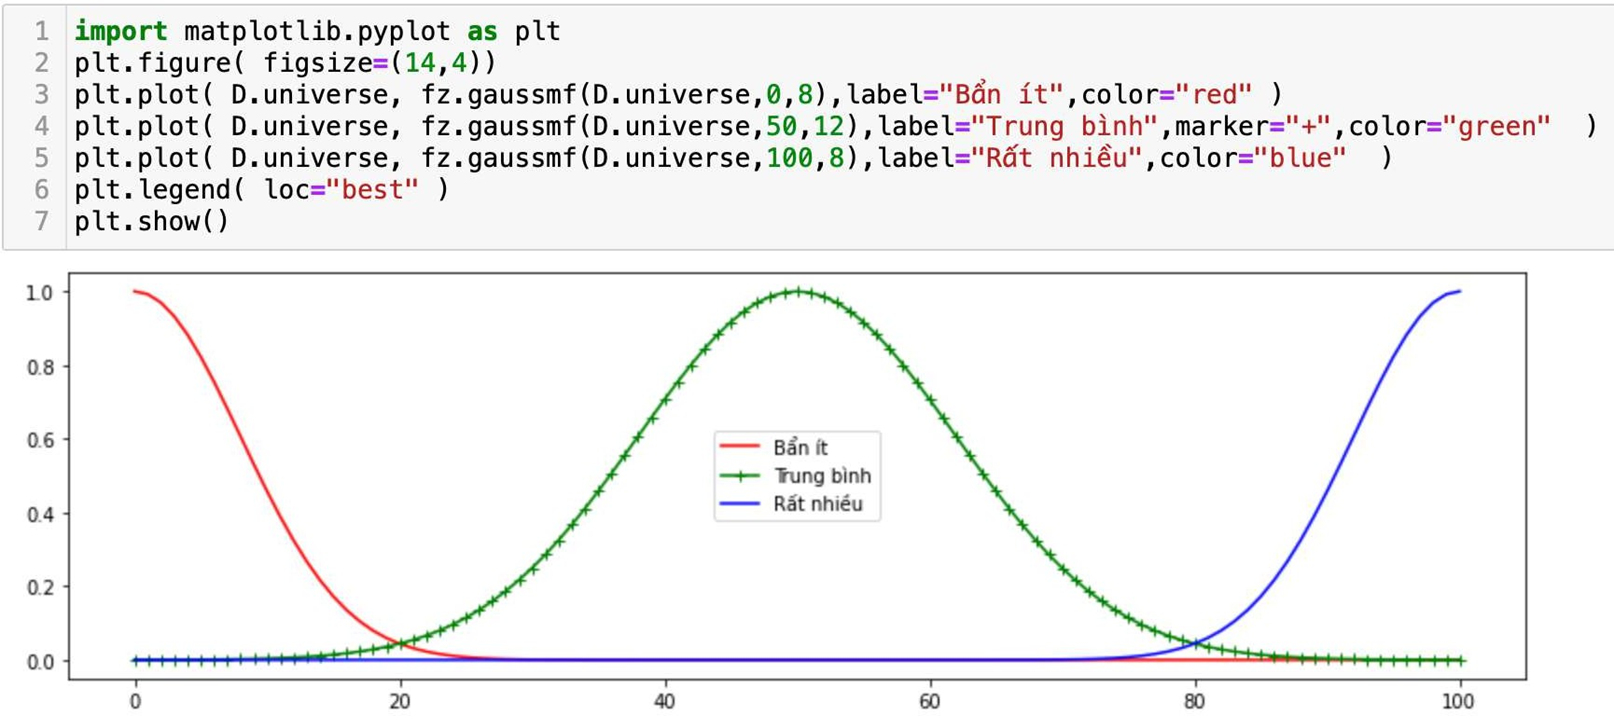 1 import matplotlib.pyplot as plt
2 plt.figure( figsize=(14,4))
3 plt.plot( D.universe, fz.gaussmf(D.universe,0,8),label="Bẩn ít",color="red" )
4 plt.plot( D.universe, fz.gaussmf(D.universe,50,12),label="Trung bình",marker="+",color="green"  )
5 plt.plot( D.universe, fz.gaussmf(D.universe,100,8),label="Rất nhiều",color="blue"  )
6 plt.legend( loc="best" )
7 plt.show()
1.0
0.8
0.6
0.4
0.2
0.0
Bẩn ít
Trung bình
Rất nhiều
0 20 40 60 80 100